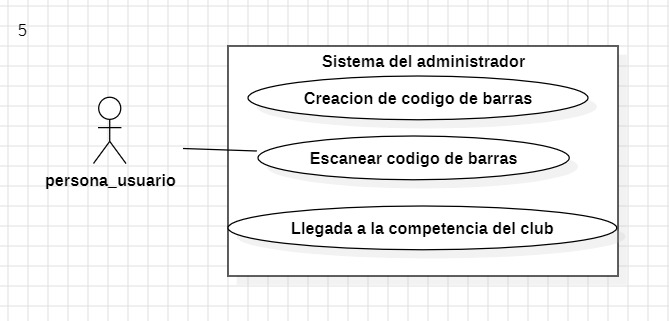 5
Sistema del administrador
Creacion de codigo de barras
Escanear codigo de barras
persona_usuario
Llegada a la competencia del club